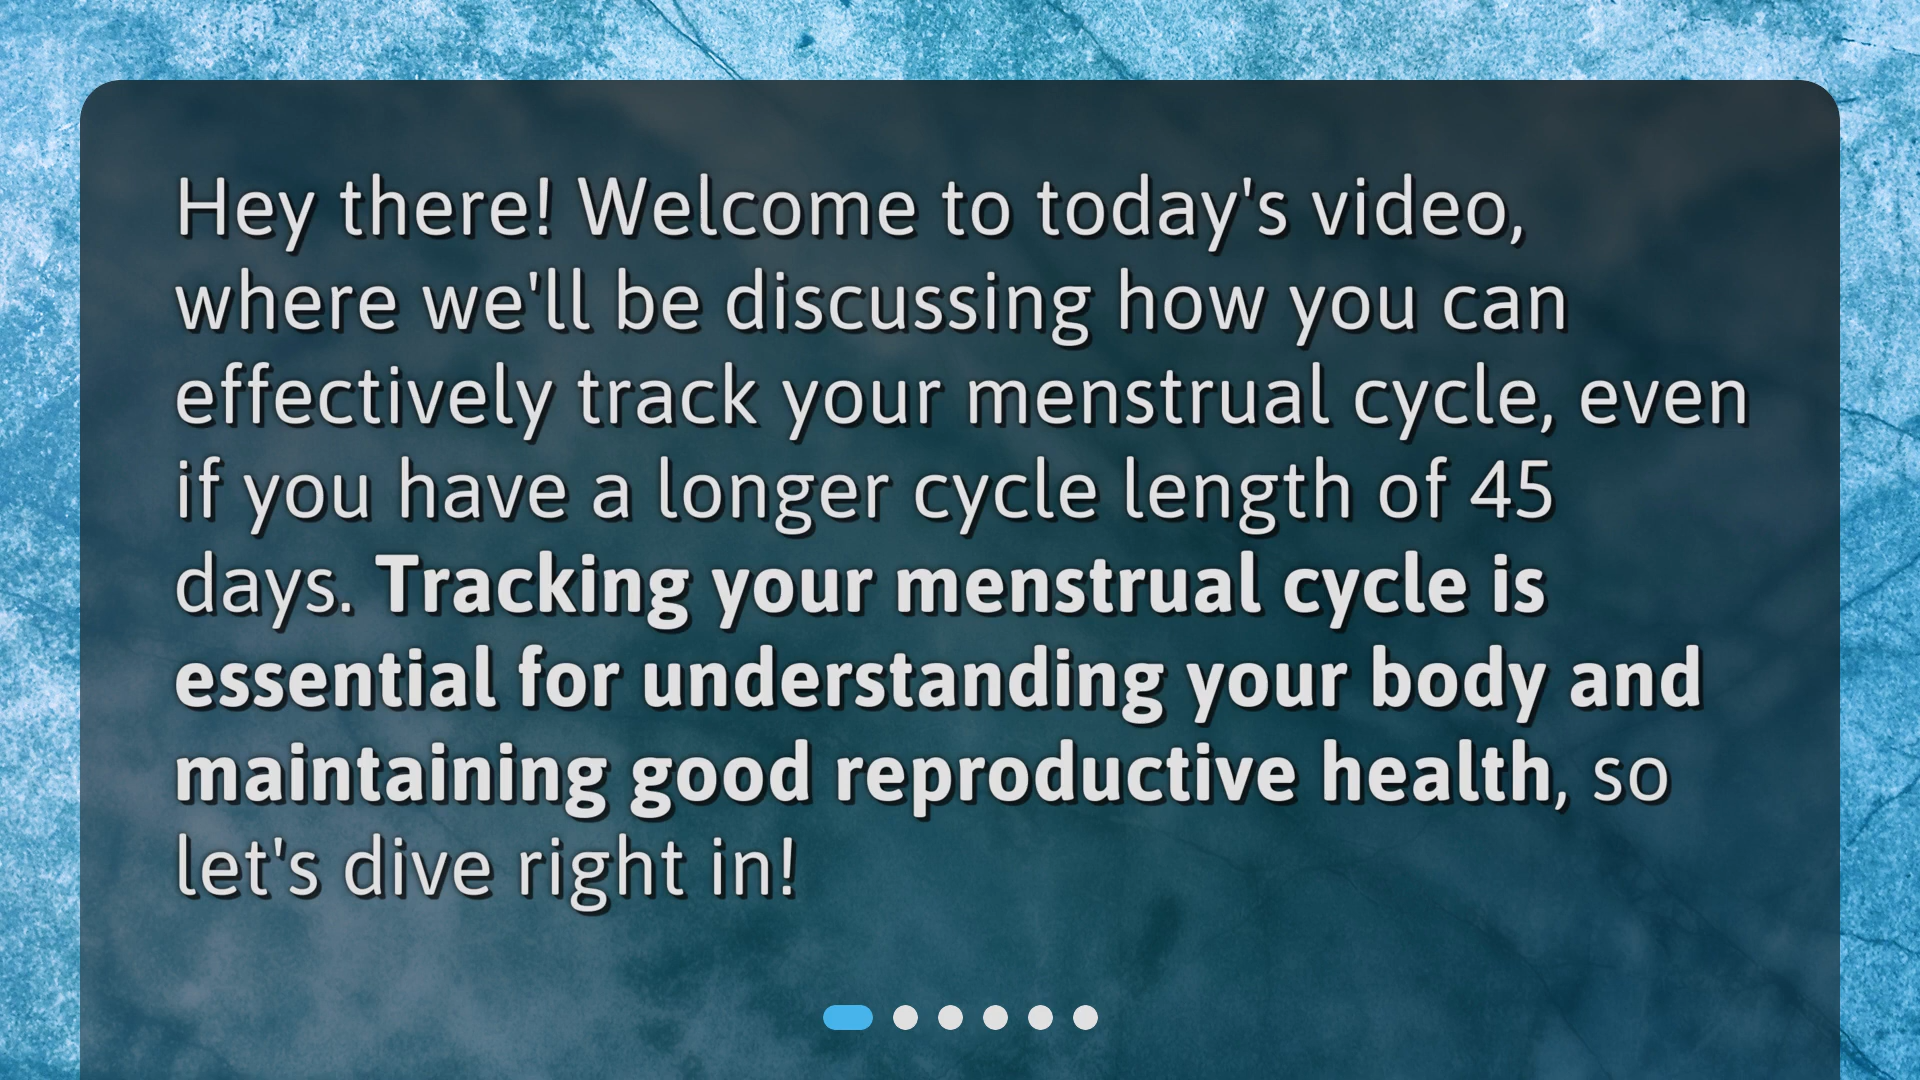 Hey there! Welcome to today's video,
where we'll be discussing how you can
effectively track your menstrual cycle, even
if you have a longer cycle length of 45
days. Tracking your menstrual cycle is
essential for understanding your body and
maintaining good reproductive health, so
let's dive right in!